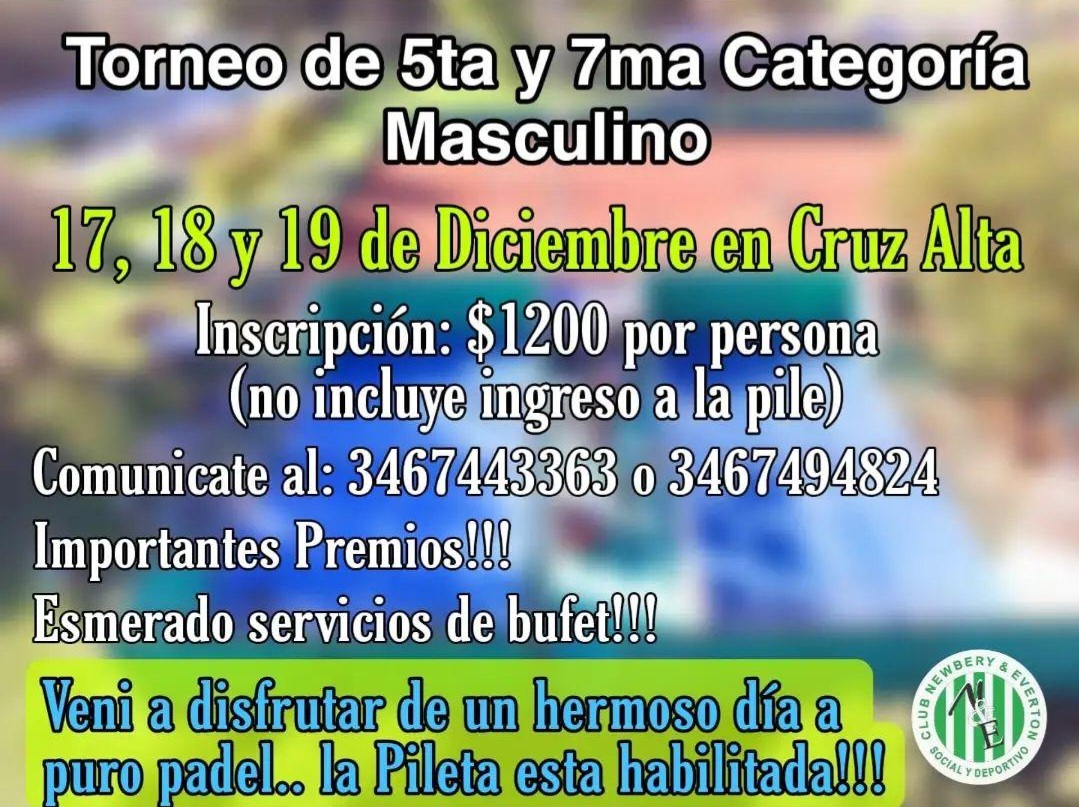 Torneo de 5ta y 7ma Categoría
Masculino
17, 18 y 19 de Diciembre en Cruz Alta
Inscripción: $1200 por persona
(no incluye ingreso a la pile)
Comunicate al: 3467443363 o 3467494824
Importantes Premios!!!
Esmerado servicios de bufet!!!
Veni a disfrutar de un hermoso día a
puro padel.. la Pileta esta habilitada!!!
CLUB NEWBERY & EVERTON
N&E
SOCIAL Y DEPORTIVO